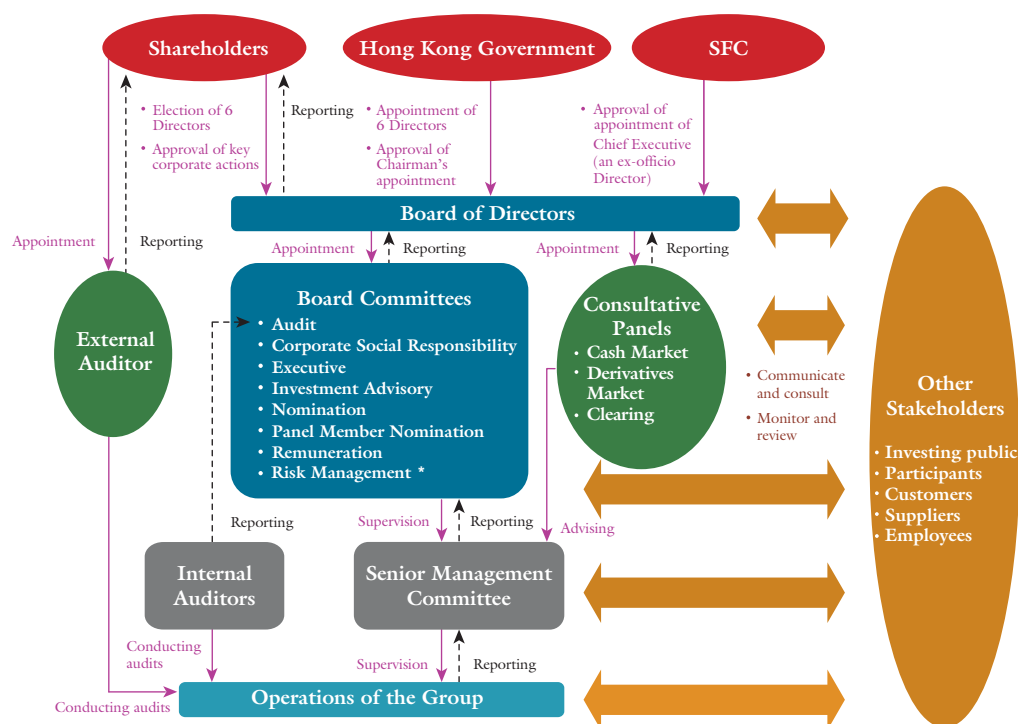 Shareholders
Hong Kong Government
SFC
• Election of 6
Directors
• Approval of key
corporate actions
Reporting
• Appointment of
6 Directors
• Approval of
Chairman's
appointment
• Approval of
appointment of
Chief Executive
(an ex-officio
Director)
Board of Directors
Appointment
Reporting
Appointment
Reporting
Appointment
Reporting
External
Auditor
Board Committees
• Audit
• Corporate Social Responsibility
• Executive
• Investment Advisory
• Nomination
• Panel Member Nomination
• Remuneration
• Risk Management *
Consultative
Panels
• Cash Market
• Derivatives
Market
• Clearing
• Communicate
and consult
• Monitor and
review
Other
Stakeholders
• Investing public
• Participants
• Customers
• Suppliers
• Employees
Reporting
Supervision
Reporting
Advising
Internal
Auditors
Senior Management
Committee
Conducting
audits
Supervision
Reporting
Conducting audits
Operations of the Group